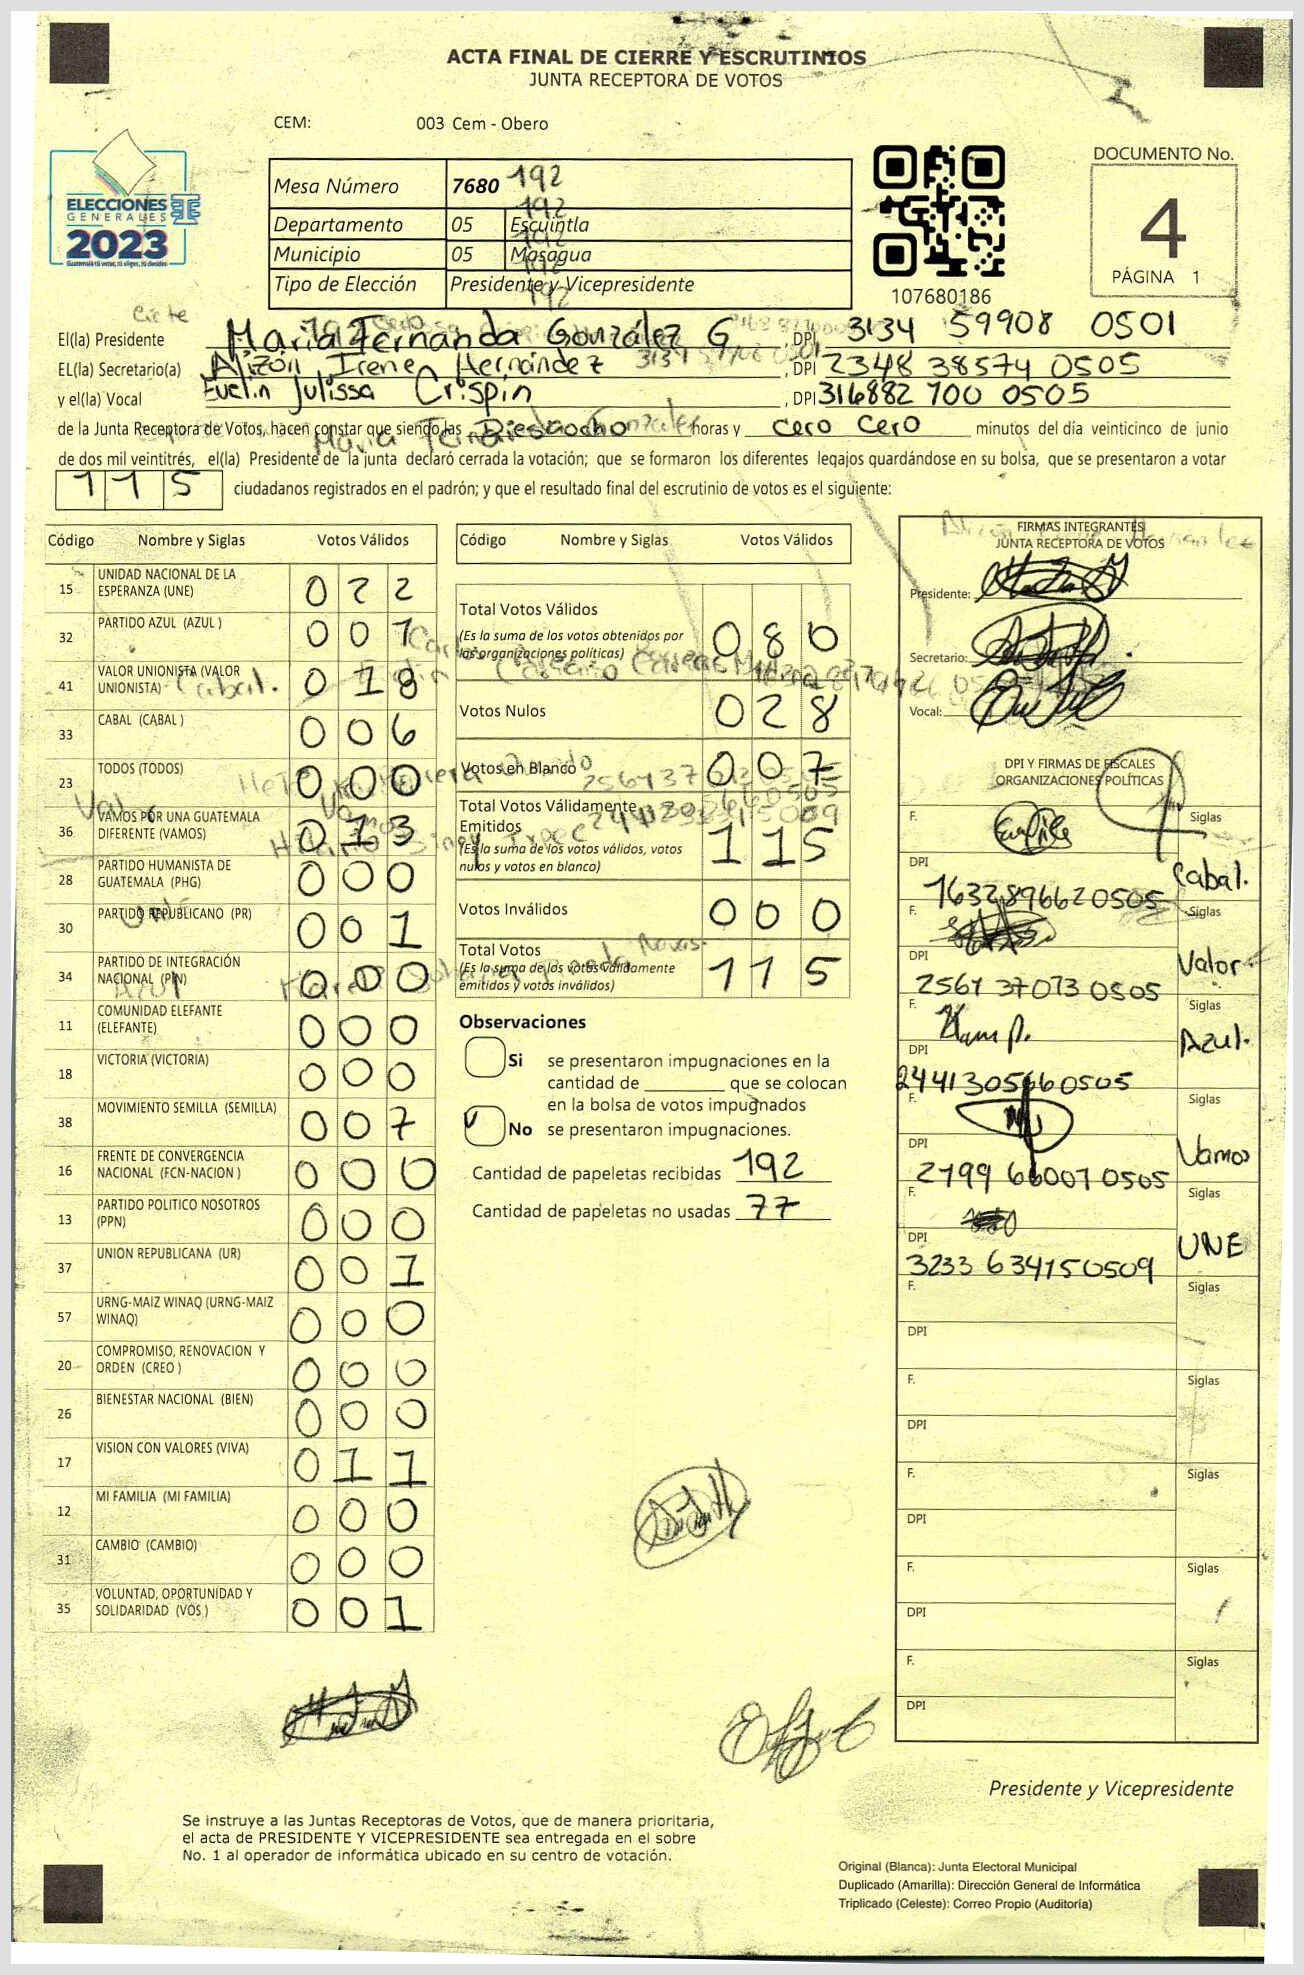 ACTA FINAL DE CIERRE Y ESCRUTINIOS
JUNTA RECEPTORA DE VOTOS
CEM: 003 Cem - Obero
DOCUMENTO No.
4
PÁGINA 1
ELECCIONES
GENERALES
2023
Guatemala tú votas, tú eliges, tú decides
Mesa Número 7680 192
192
Departamento 05 Escuintla
192
Municipio 05 Masagua
192
Tipo de Elección Presidente y Vicepresidente
192
107680186
El(la) Presidente María Fernanda González G , DPI 3134 59908 0501
EL(la) Secretario(a) Alizón Irene Hernández , DPI 2348 38574 0505
y el(la) Vocal Evelin Julissa Crispin , DPI 316882 700 0505
de la Junta Receptora de Votos, hacen constar que siendo las Diesiocho horas y cero cero minutos del día veinticinco de junio
de dos mil veintitrés, el(la) Presidente de la junta declaró cerrada la votación; que se formaron los diferentes legajos guardándose en su bolsa, que se presentaron a votar
115 ciudadanos registrados en el padrón; y que el resultado final del escrutinio de votos es el siguiente:
Código Nombre y Siglas Votos Válidos
15 UNIDAD NACIONAL DE LA ESPERANZA (UNE) 0 2 2
32 PARTIDO AZUL (AZUL ) 0 0 1
41 VALOR UNIONISTA (VALOR UNIONISTA) 0 1 8
33 CABAL (CABAL ) 0 0 6
23 TODOS (TODOS) 0 0 0
36 VAMOS POR UNA GUATEMALA DIFERENTE (VAMOS) 0 1 3
28 PARTIDO HUMANISTA DE GUATEMALA (PHG) 0 0 0
30 PARTIDO REPUBLICANO (PR) 0 0 1
34 PARTIDO DE INTEGRACIÓN NACIONAL (PIN) 0 0 0
11 COMUNIDAD ELEFANTE (ELEFANTE) 0 0 0
18 VICTORIA (VICTORIA) 0 0 0
38 MOVIMIENTO SEMILLA (SEMILLA) 0 0 7
16 FRENTE DE CONVERGENCIA NACIONAL (FCN-NACION ) 0 0 0
13 PARTIDO POLITICO NOSOTROS (PPN) 0 0 0
37 UNION REPUBLICANA (UR) 0 0 1
57 URNG-MAIZ WINAQ (URNG-MAIZ WINAQ) 0 0 0
20 COMPROMISO, RENOVACION Y ORDEN (CREO ) 0 0 0
26 BIENESTAR NACIONAL (BIEN) 0 0 0
17 VISION CON VALORES (VIVA) 0 1 1
12 MI FAMILIA (MI FAMILIA) 0 0 0
31 CAMBIO (CAMBIO) 0 0 0
35 VOLUNTAD, OPORTUNIDAD Y SOLIDARIDAD (VOS ) 0 0 1
Código Nombre y Siglas Votos Válidos
Total Votos Válidos 0 8 0
(Es la suma de los votos obtenidos por
las organizaciones políticas)
Votos Nulos 0 2 8
Votos en Blanco 0 0 7
Total Votos Válidamente
Emitidos 1 1 5
(Es la suma de los votos válidos, votos
nulos y votos en blanco)
Votos Inválidos 0 0 0
Total Votos 1 1 5
(Es la suma de los votos válidamente
emitidos y votos inválidos)
Observaciones
Si se presentaron impugnaciones en la
cantidad de ________ que se colocan
en la bolsa de votos impugnados
No se presentaron impugnaciones.
Cantidad de papeletas recibidas 192
Cantidad de papeletas no usadas 77
FIRMAS INTEGRANTES
JUNTA RECEPTORA DE VOTOS
Presidente:
Secretario:
Vocal:
DPI Y FIRMAS DE FISCALES
ORGANIZACIONES POLÍTICAS
F. Siglas
DPI 1632896620505 Cabal.
F. Siglas
DPI 2564 37073 0505 Valor
F. Siglas
DPI 2441305660505 Azul.
F. Siglas
DPI 2799 66007 0505 Vamos
F. Siglas
DPI 3233 634150509 UNE
F. Siglas
DPI
F. Siglas
DPI
F. Siglas
DPI
F. Siglas
DPI
F. Siglas
DPI
Presidente y Vicepresidente
Se instruye a las Juntas Receptoras de Votos, que de manera prioritaria,
el acta de PRESIDENTE Y VICEPRESIDENTE sea entregada en el sobre
No. 1 al operador de informática ubicado en su centro de votación.
Original (Blanca): Junta Electoral Municipal
Duplicado (Amarilla): Dirección General de Informática
Triplicado (Celeste): Correo Propio (Auditoría)